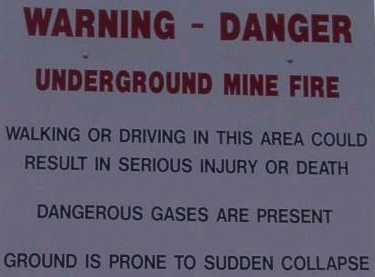 WARNING - DANGER
UNDERGROUND MINE FIRE
WALKING OR DRIVING IN THIS AREA COULD
RESULT IN SERIOUS INJURY OR DEATH
DANGEROUS GASES ARE PRESENT
GROUND IS PRONE TO SUDDEN COLLAPSE